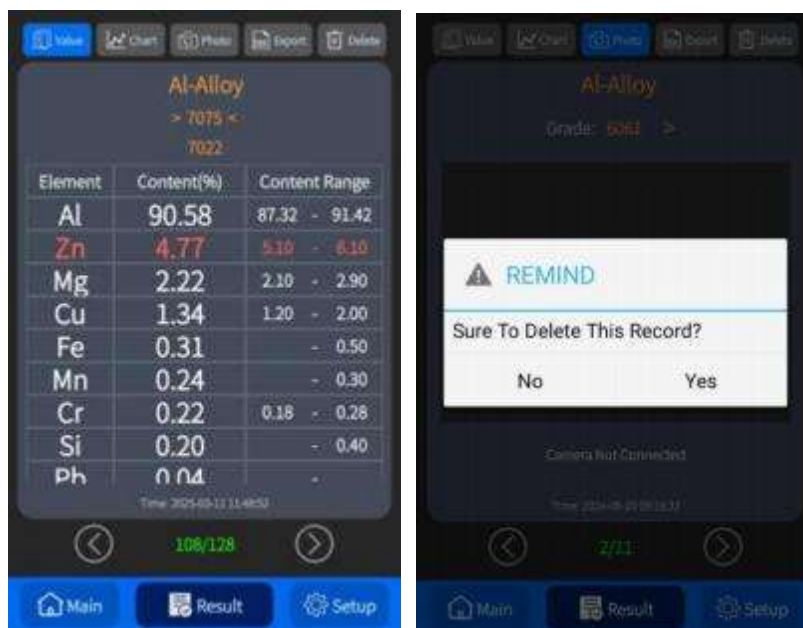 Value Chart Photo Export Delete
Al-Alloy
> 7075 <
7022
Element Content(%) Content Range
Al 90.58 87.32 - 91.42
Zn 4.77 5.10 - 6.10
Mg 2.22 2.10 - 2.90
Cu 1.34 1.20 - 2.00
Fe 0.31 - 0.50
Mn 0.24 - 0.30
Cr 0.22 0.18 - 0.28
Si 0.20 - 0.40
Pb 0.04 -
Time: 2025-03-11
108/128
Main Result Setup
Value Chart Photo Export Delete
Al-Alloy
Grade: 6061 >
REMIND
Sure To Delete This Record?
No Yes
Camera Not Connected
2/11
Main Result Setup